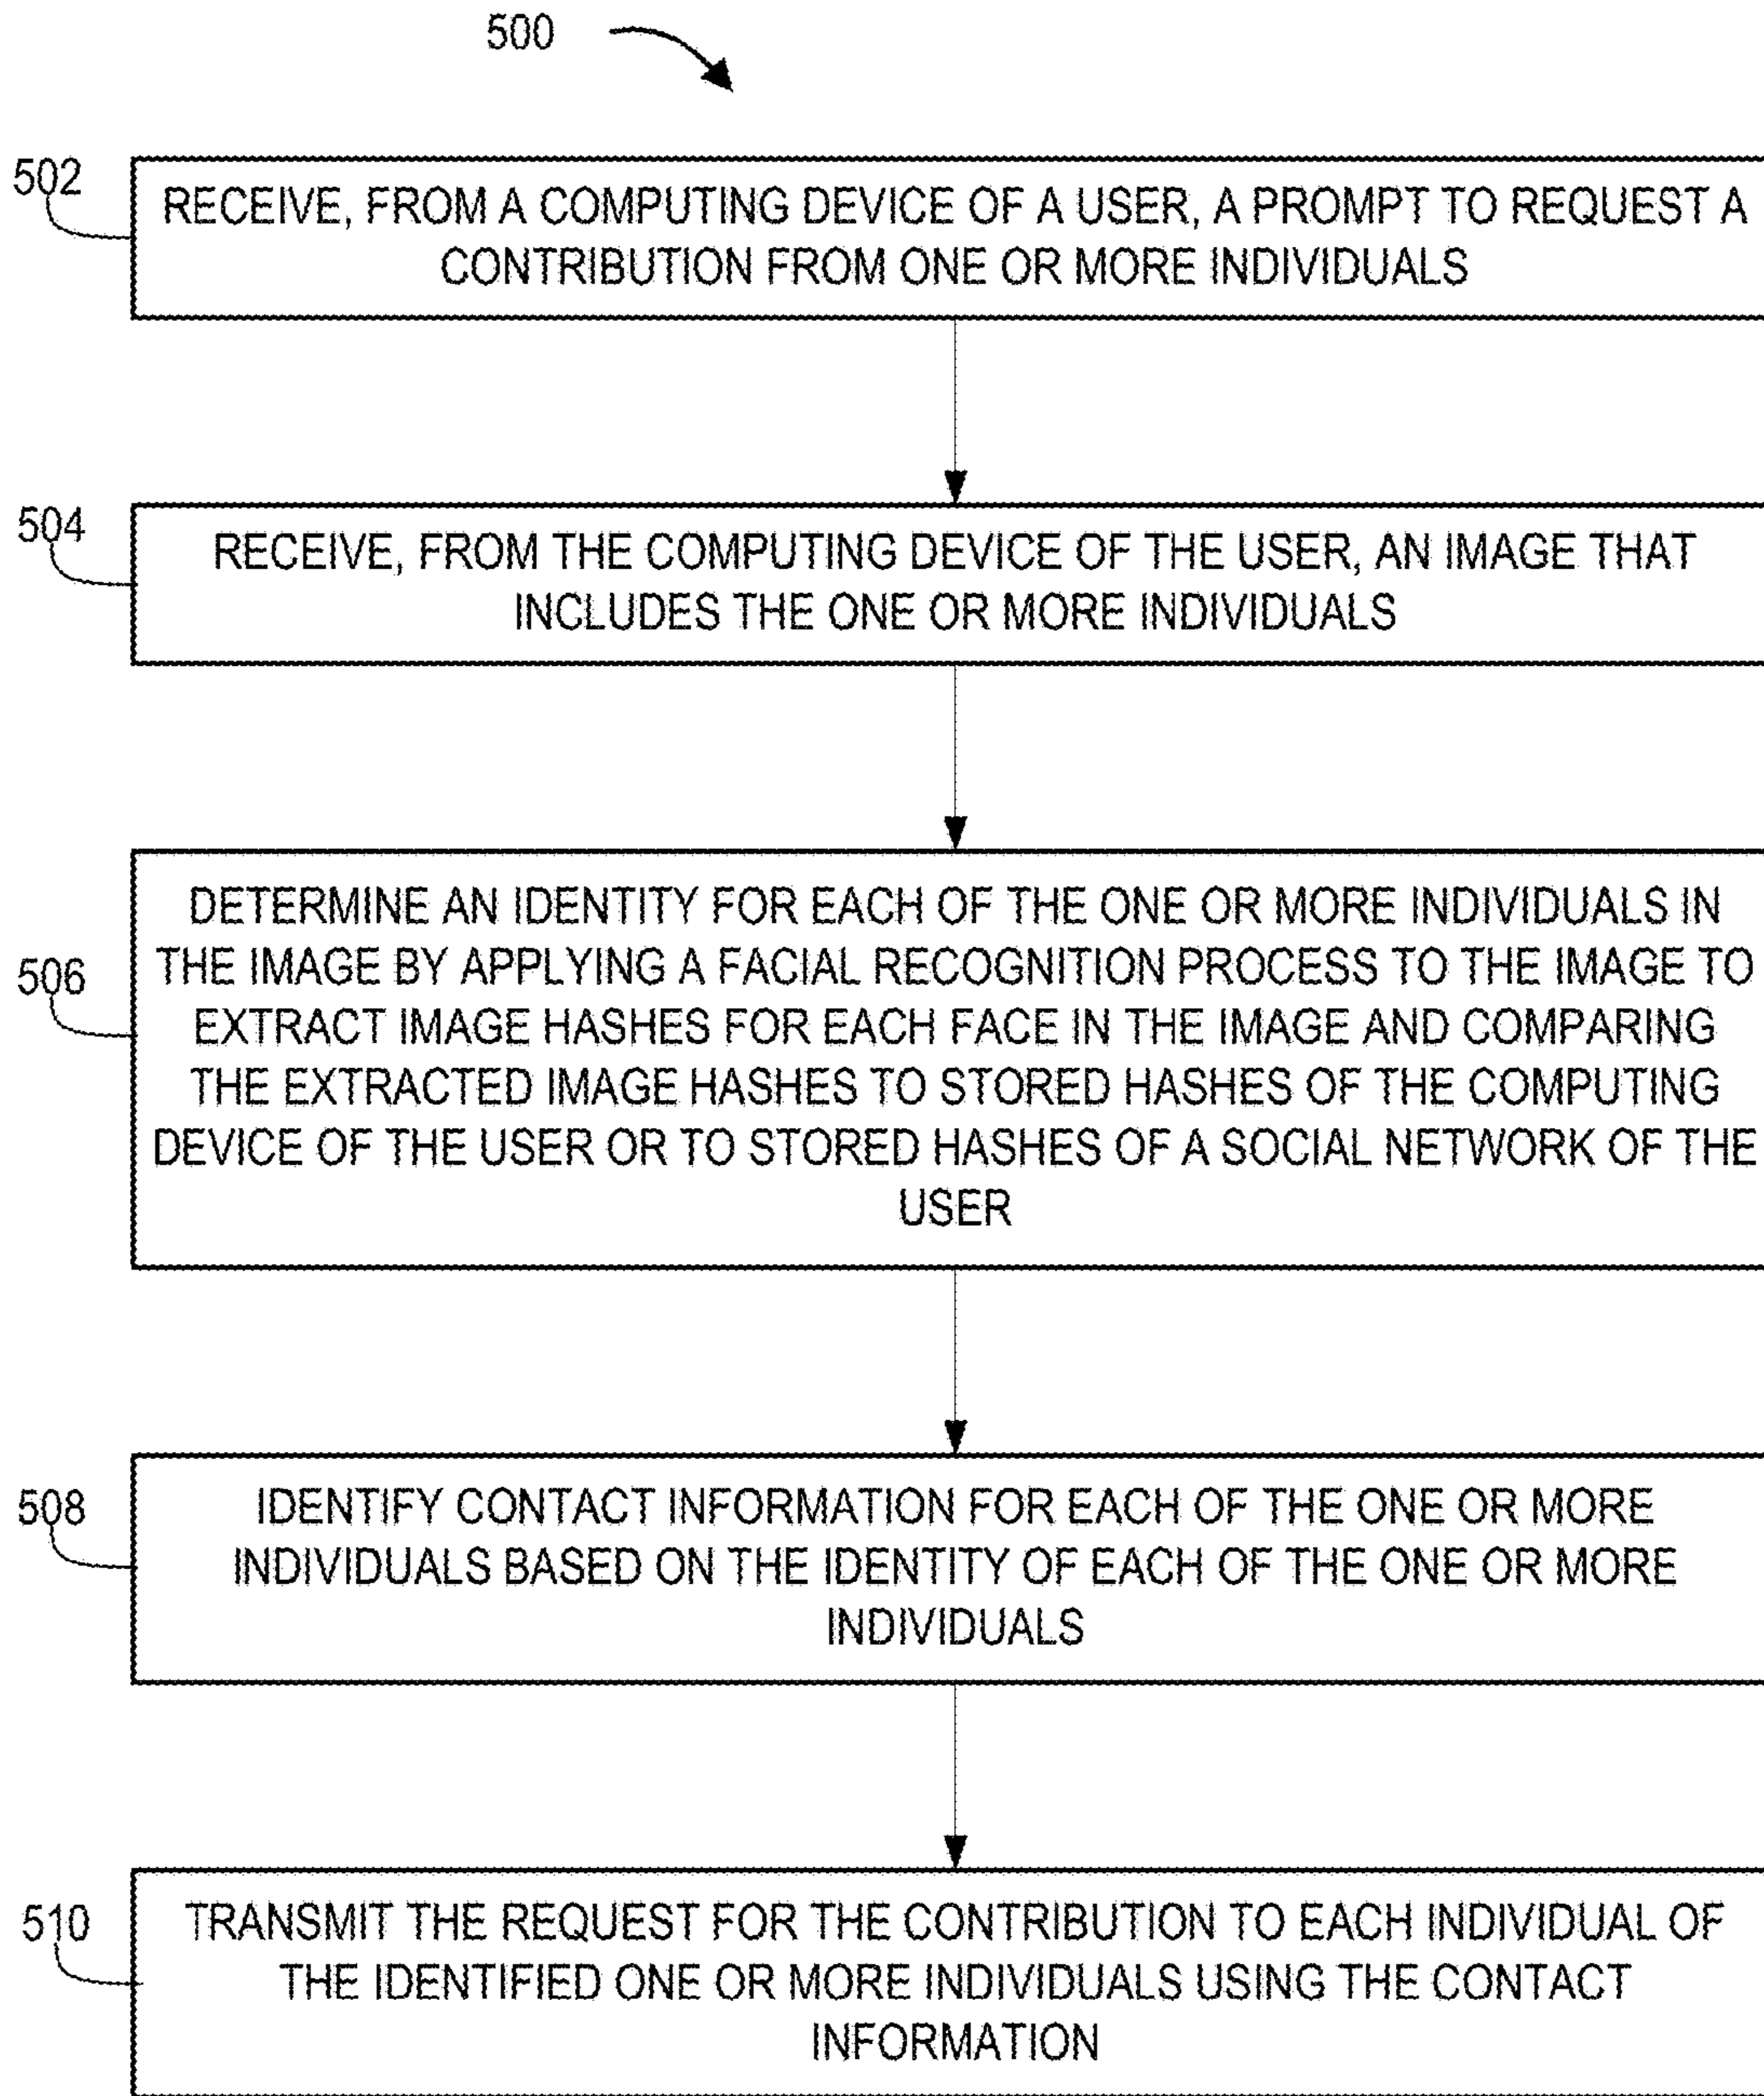 500
502
RECEIVE, FROM A COMPUTING DEVICE OF A USER, A PROMPT TO REQUEST A
CONTRIBUTION FROM ONE OR MORE INDIVIDUALS
504
RECEIVE, FROM THE COMPUTING DEVICE OF THE USER, AN IMAGE THAT
INCLUDES THE ONE OR MORE INDIVIDUALS
506
DETERMINE AN IDENTITY FOR EACH OF THE ONE OR MORE INDIVIDUALS IN
THE IMAGE BY APPLYING A FACIAL RECOGNITION PROCESS TO THE IMAGE TO
EXTRACT IMAGE HASHES FOR EACH FACE IN THE IMAGE AND COMPARING
THE EXTRACTED IMAGE HASHES TO STORED HASHES OF THE COMPUTING
DEVICE OF THE USER OR TO STORED HASHES OF A SOCIAL NETWORK OF THE
USER
508
IDENTIFY CONTACT INFORMATION FOR EACH OF THE ONE OR MORE
INDIVIDUALS BASED ON THE IDENTITY OF EACH OF THE ONE OR MORE
INDIVIDUALS
510
TRANSMIT THE REQUEST FOR THE CONTRIBUTION TO EACH INDIVIDUAL OF
THE IDENTIFIED ONE OR MORE INDIVIDUALS USING THE CONTACT
INFORMATION